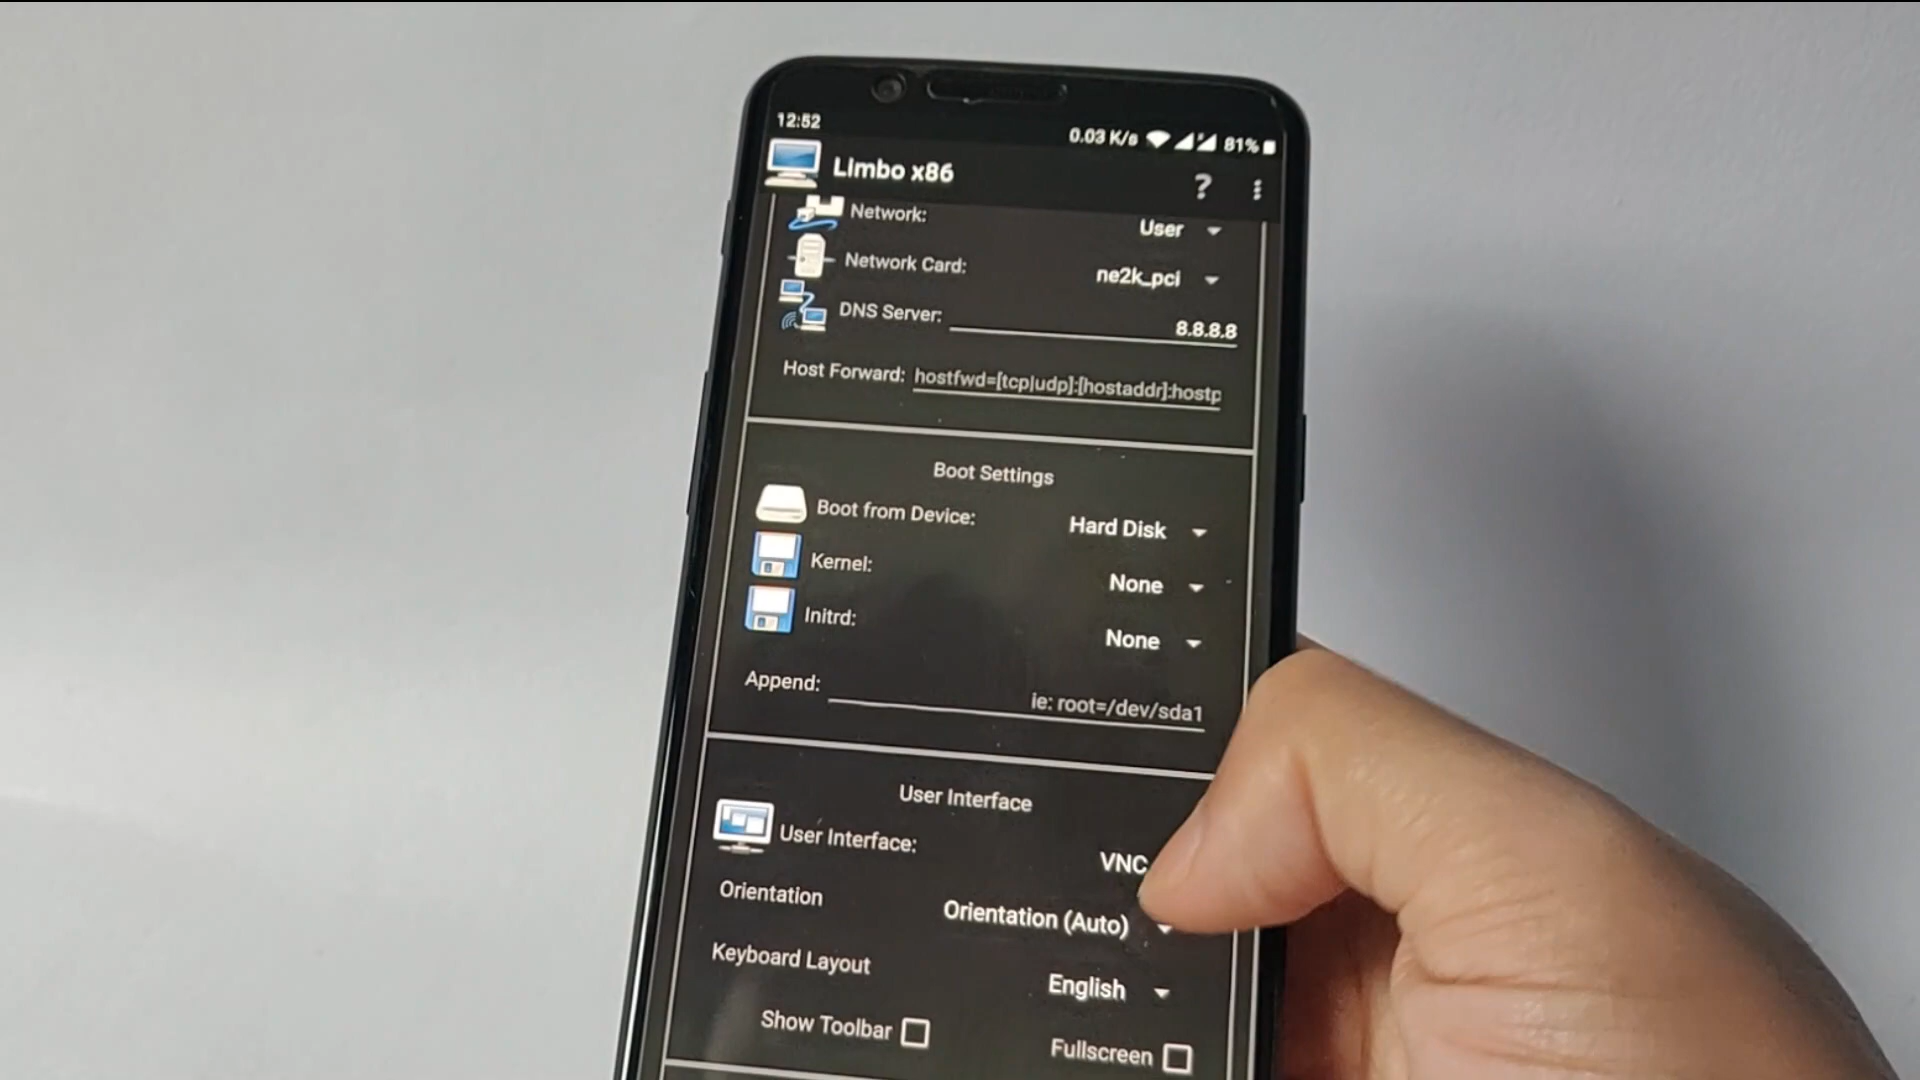 12:52
0.03 K/s 81%
Limbo x86 ?
Network: User
Network Card: ne2k_pci
DNS Server: 8.8.8.8
Host Forward: hostfwd=[tcp|udp]:[hostaddr]:hostp
Boot Settings
Boot from Device: Hard Disk
Kernel: None
Initrd: None
Append: ie: root=/dev/sda1
User Interface
User Interface: VNC
Orientation Orientation (Auto)
Keyboard Layout English
Show Toolbar Fullscreen